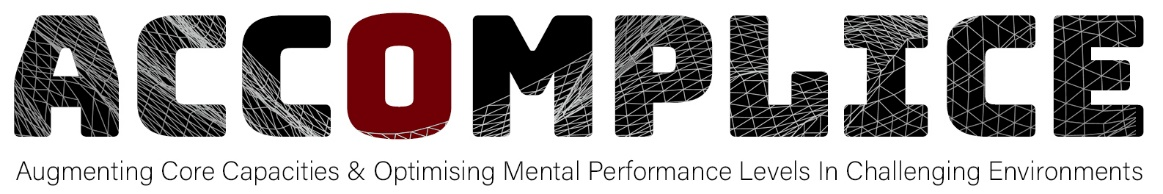 ACCOMPLICE
Augmenting Core Capacities & Optimising Mental Performance Levels In Challenging Environments